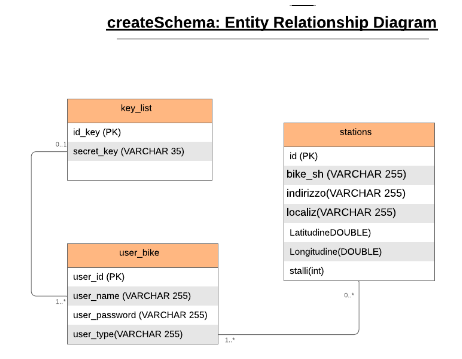 createSchema: Entity Relationship Diagram
key_list
id_key (PK)
secret_key (VARCHAR 35)
0..1
stations
id (PK)
bike_sh (VARCHAR 255)
indirizzo(VARCHAR 255)
localiz(VARCHAR 255)
LatitudineDOUBLE)
Longitudine(DOUBLE)
stalli(int)
0..*
user_bike
user_id (PK)
user_name (VARCHAR 255)
user_password (VARCHAR 255)
user_type(VARCHAR 255)
1..*
1..*